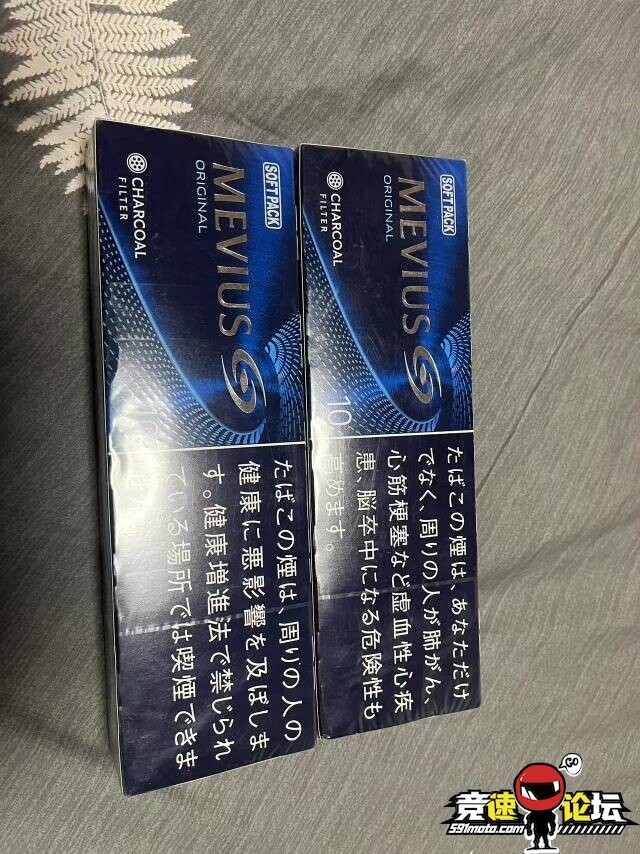 SOFT PACK
MEVIUS
ORIGINAL
CHARCOAL
FILTER
10
たばこの煙は、周りの人の
健康に悪影響を及ぼしま
す。健康増進法で禁じられ
ている場所では喫煙できま
SOFT PACK
MEVIUS
ORIGINAL
CHARCOAL
FILTER
10
たばこの煙は、あなただけ
でなく、周りの人が肺がん、
心筋梗塞など虚血性心疾
患、脳卒中になる危険性も
高めます。
GO
竞速论坛
591moto.com